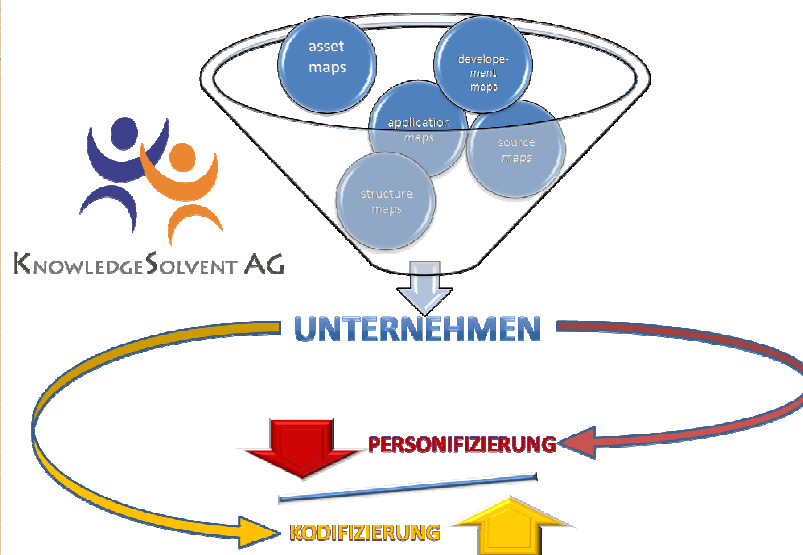 asset
maps
develope-
ment
maps
application
maps
source
maps
structure
maps
KNOWLEDGESOLVENT AG
UNTERNEHMEN
PERSONIFIZIERUNG
KODIFIZIERUNG